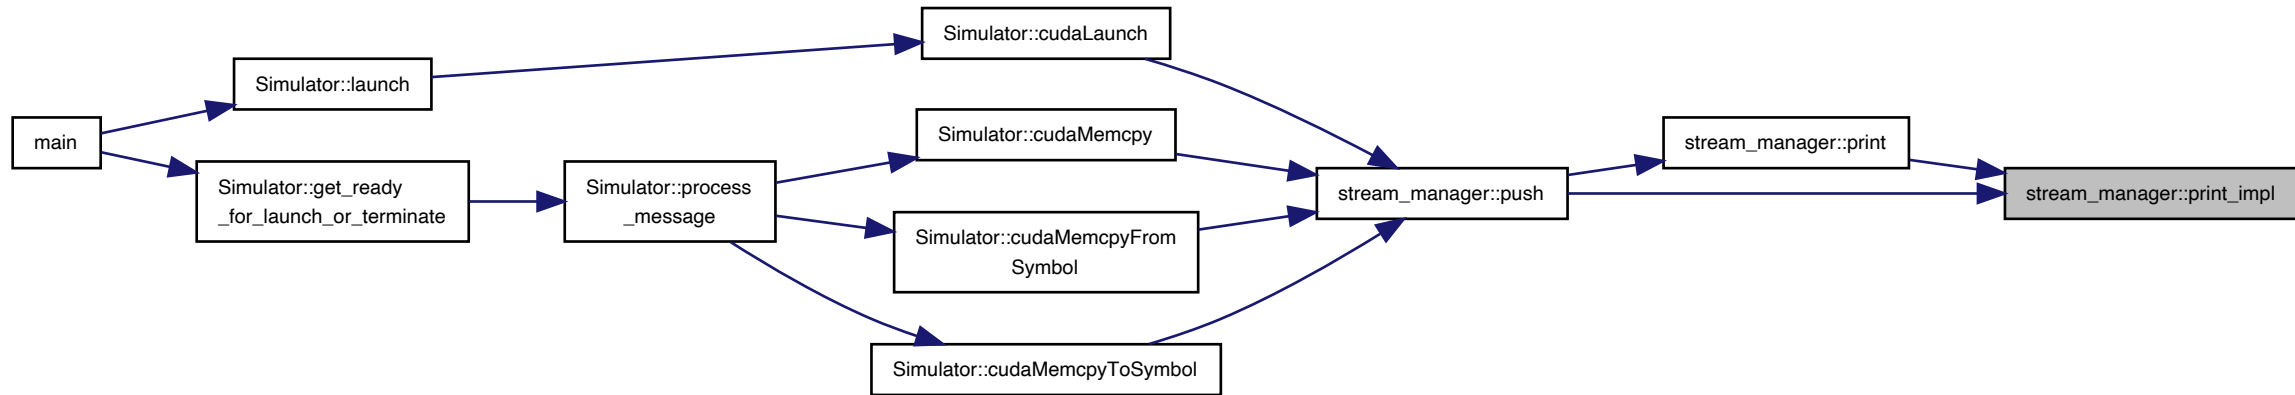 main
Simulator::launch
Simulator::get_ready
_for_launch_or_terminate
Simulator::process
_message
Simulator::cudaLaunch
Simulator::cudaMemcpy
Simulator::cudaMemcpyFrom
Symbol
Simulator::cudaMemcpyToSymbol
stream_manager::push
stream_manager::print
stream_manager::print_impl